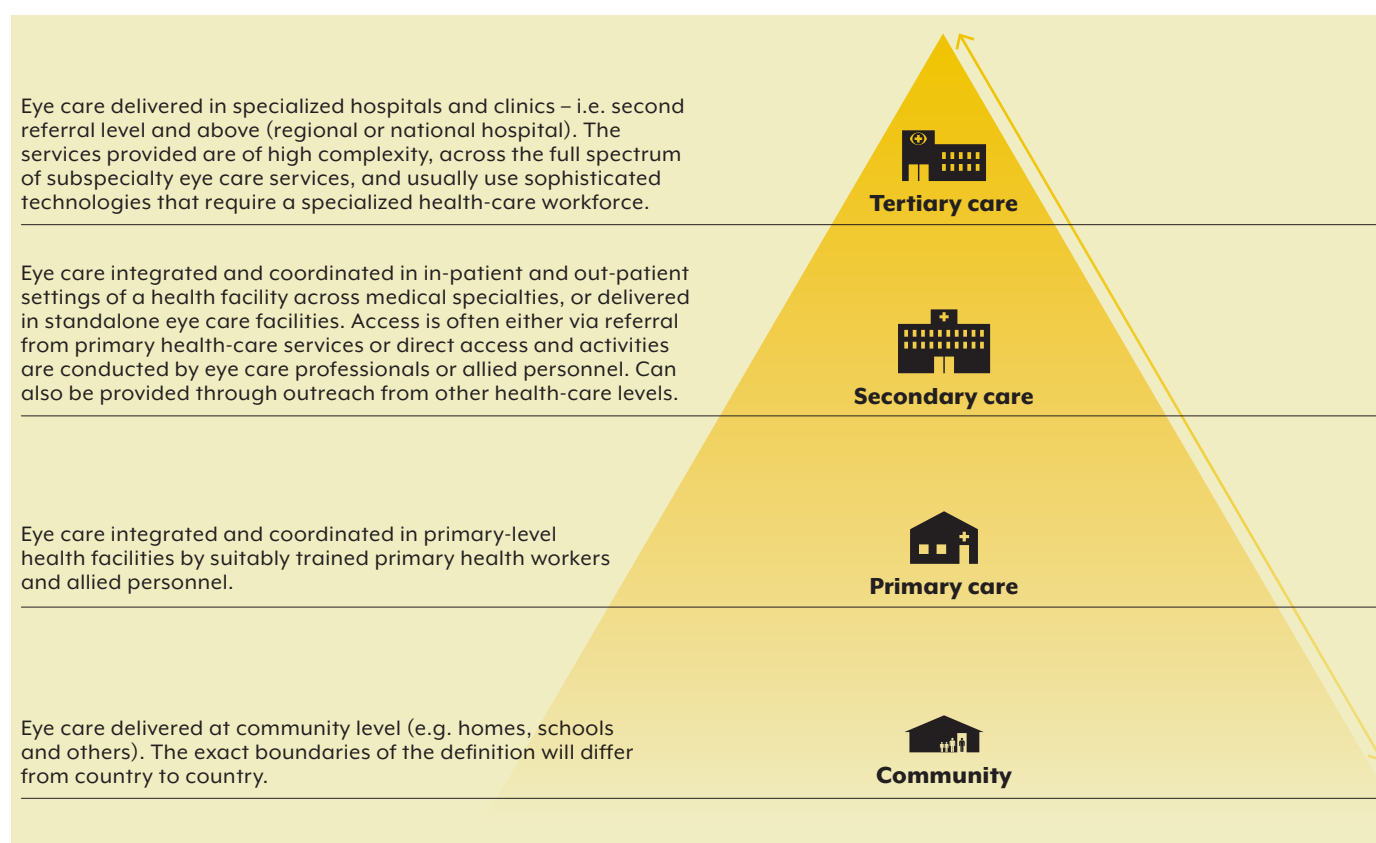 Eye care delivered in specialized hospitals and clinics – i.e. second
referral level and above (regional or national hospital). The
services provided are of high complexity, across the full spectrum
of subspecialty eye care services, and usually use sophisticated
technologies that require a specialized health-care workforce.
Tertiary care
Eye care integrated and coordinated in in-patient and out-patient
settings of a health facility across medical specialties, or delivered
in standalone eye care facilities. Access is often either via referral
from primary health-care services or direct access and activities
are conducted by eye care professionals or allied personnel. Can
also be provided through outreach from other health-care levels.
Secondary care
Eye care integrated and coordinated in primary-level
health facilities by suitably trained primary health workers
and allied personnel.
Primary care
Eye care delivered at community level (e.g. homes, schools
and others). The exact boundaries of the definition will differ
from country to country.
Community